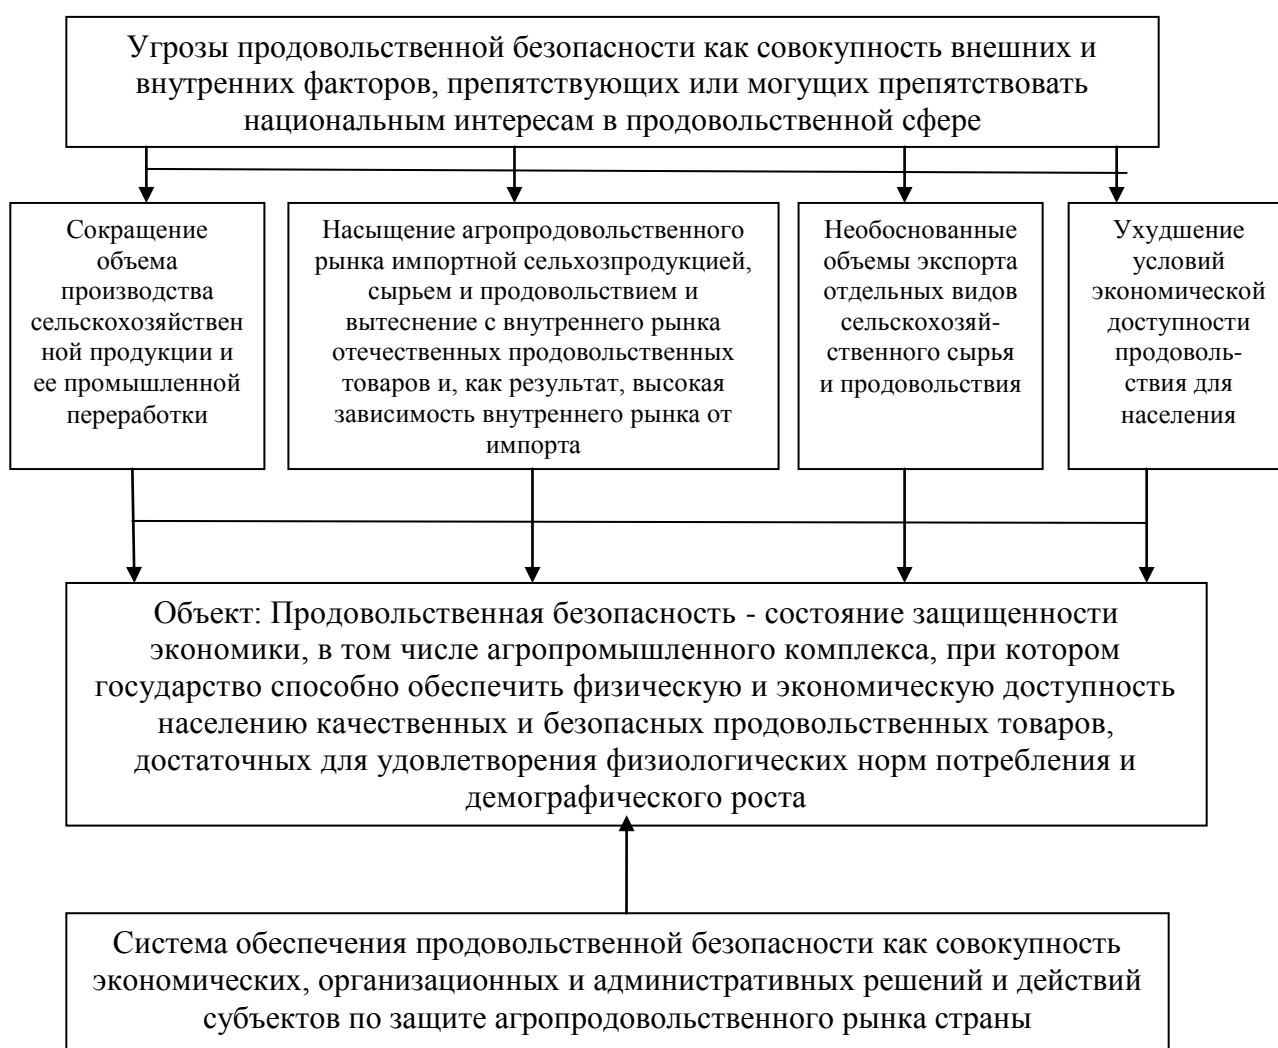 Угрозы продовольственной безопасности как совокупность внешних и
внутренних факторов, препятствующих или могущих препятствовать
национальным интересам в продовольственной сфере
Сокращение
объема
производства
сельскохозяйствен
ной продукции и
ее промышленной
переработки
Насыщение агропродовольственного
рынка импортной сельхозпродукцией,
сырьем и продовольствием и
вытеснение с внутреннего рынка
отечественных продовольственных
товаров и, как результат, высокая
зависимость внутреннего рынка от
импорта
Необоснованные
объемы экспорта
отдельных видов
сельскохозяй-
ственного сырья
и продовольствия
Ухудшение
условий
экономической
доступности
продоволь-
ствия для
населения
Объект: Продовольственная безопасность - состояние защищенности
экономики, в том числе агропромышленного комплекса, при котором
государство способно обеспечить физическую и экономическую доступность
населению качественных и безопасных продовольственных товаров,
достаточных для удовлетворения физиологических норм потребления и
демографического роста
Система обеспечения продовольственной безопасности как совокупность
экономических, организационных и административных решений и действий
субъектов по защите агропродовольственного рынка страны